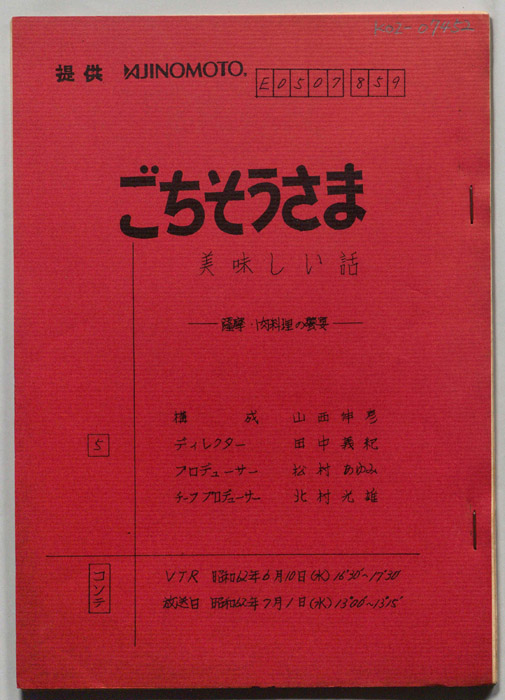 K02-07452
提供 AJINOMOTO®
E0507859
ごちそうさま
美味しい話
——薩摩・肉料理の饗宴——
5
構成 山西伸彦
ディレクター 田中義紀
プロデューサー 松村あゆみ
チーフプロデューサー 北村光雄
コンテ
VTR 昭和62年6月10日(水)16:30~17:30
放送日 昭和62年7月1日(水)13:00~13:15